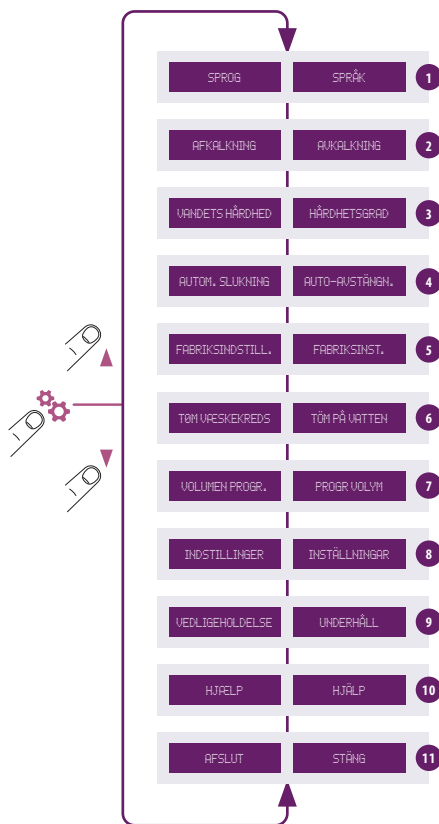 SPROG SPRÅK 1
AFKALKNING AVKALKNING 2
VANDETS HÅRDHED HÅRDHETSGRAD 3
AUTOM. SLUKNING AUTO-AVSTÄNGN. 4
FABRIKSINDSTILL. FABRIKSINST. 5
TØM VÆSKEKREDS TÖM PÅ VATTEN 6
VOLUMEN PROGR. PROGR VOLYM 7
INDSTILLINGER INSTÄLLNINGAR 8
VEDLIGEHOLDELSE UNDERHÅLL 9
HJÆLP HJÄLP 10
AFSLUT STÄNG 11